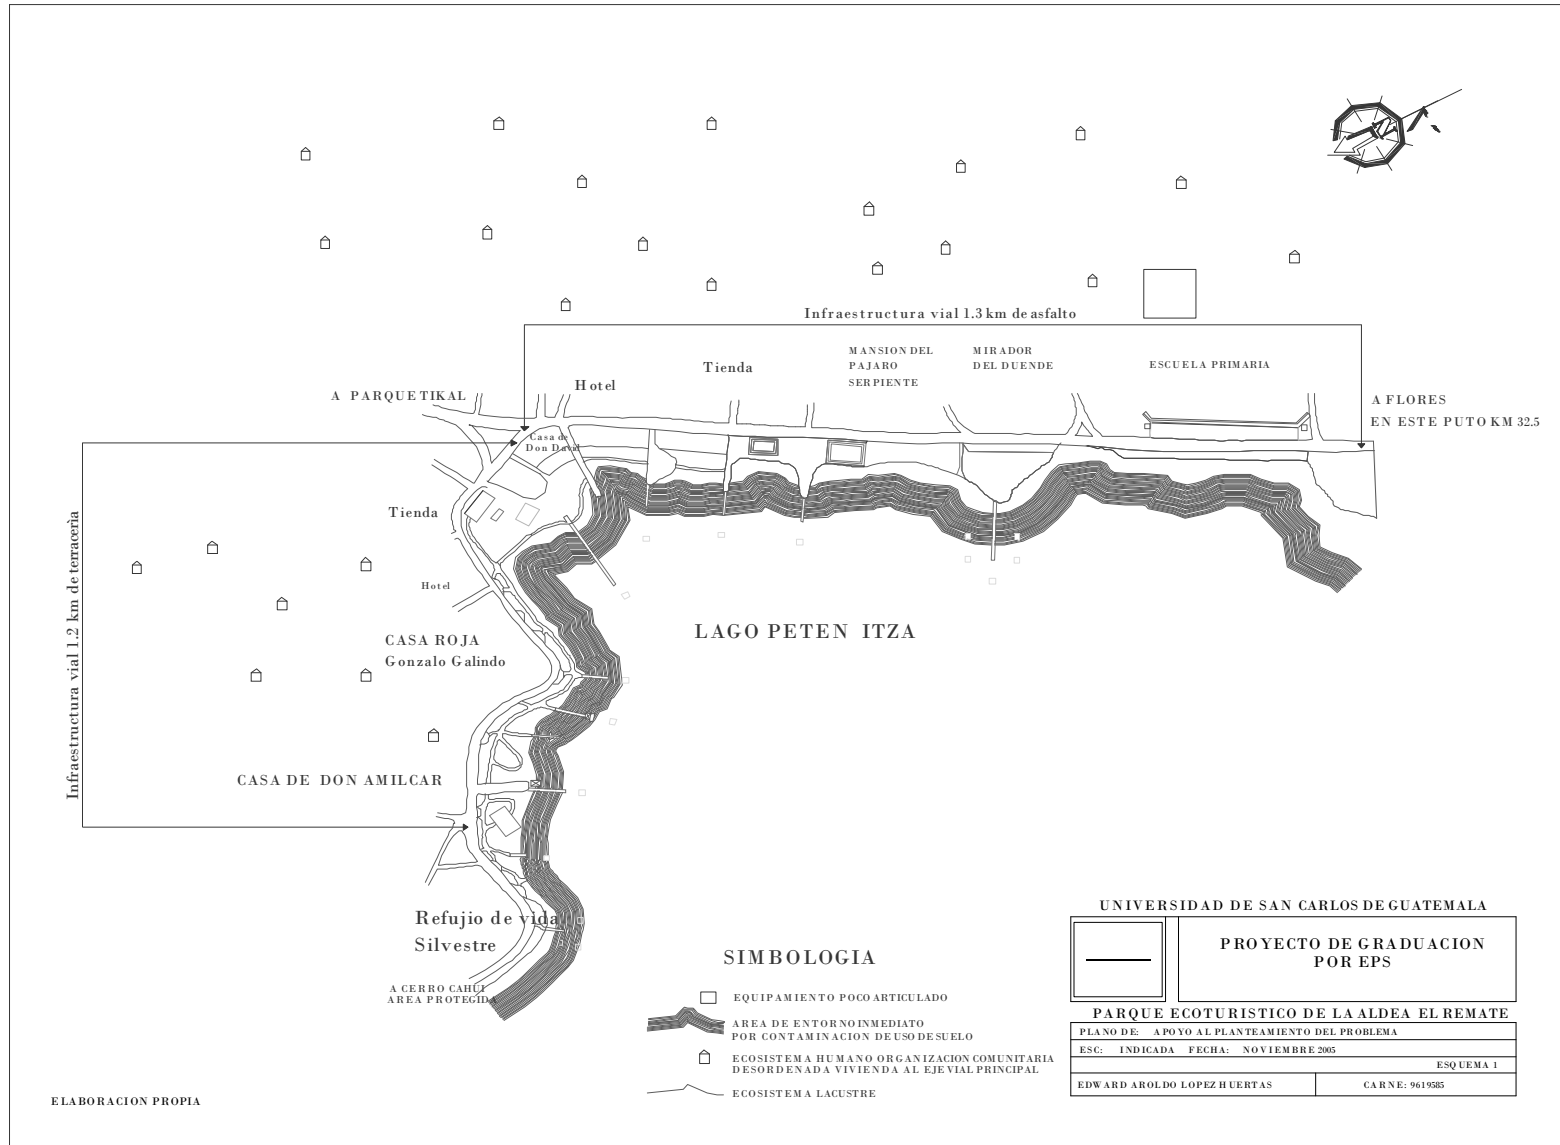 Infraestructura vial 1.3 km de asfalto
MANSION DEL
PAJARO
SERPIENTE
MIRADOR
DEL DUENDE
ESCUELA PRIMARIA
Tienda
Hotel
A PARQUE TIKAL
A FLORES
EN ESTE PUTO KM 32.5
Casa de
Don David
Tienda
Hotel
Infraestructura vial 1.2 km de terracerìa
CASA ROJA
Gonzalo Galindo
LAGO PETEN ITZA
CASA DE DON AMILCAR
Refujio de vida
Silvestre
A CERRO CAHUI
AREA PROTEGIDA
SIMBOLOGIA
EQUIPAMIENTO POCO ARTICULADO
AREA DE ENTORNO INMEDIATO
POR CONTAMINACION DE USO DE SUELO
ECOSISTEMA HUMANO ORGANIZACION COMUNITARIA
DESORDENADA VIVIENDA AL EJE VIAL PRINCIPAL
ECOSISTEMA LACUSTRE
UNIVERSIDAD DE SAN CARLOS DE GUATEMALA
PROYECTO DE GRADUACION
POR EPS
PARQUE ECOTURISTICO DE LA ALDEA EL REMATE
PLANO DE: APOYO AL PLANTEAMIENTO DEL PROBLEMA
ESC: INDICADA FECHA: NOVIEMBRE 2005
ESQUEMA 1
EDWARD AROLDO LOPEZ HUERTAS
CARNE: 9619585
ELABORACION PROPIA